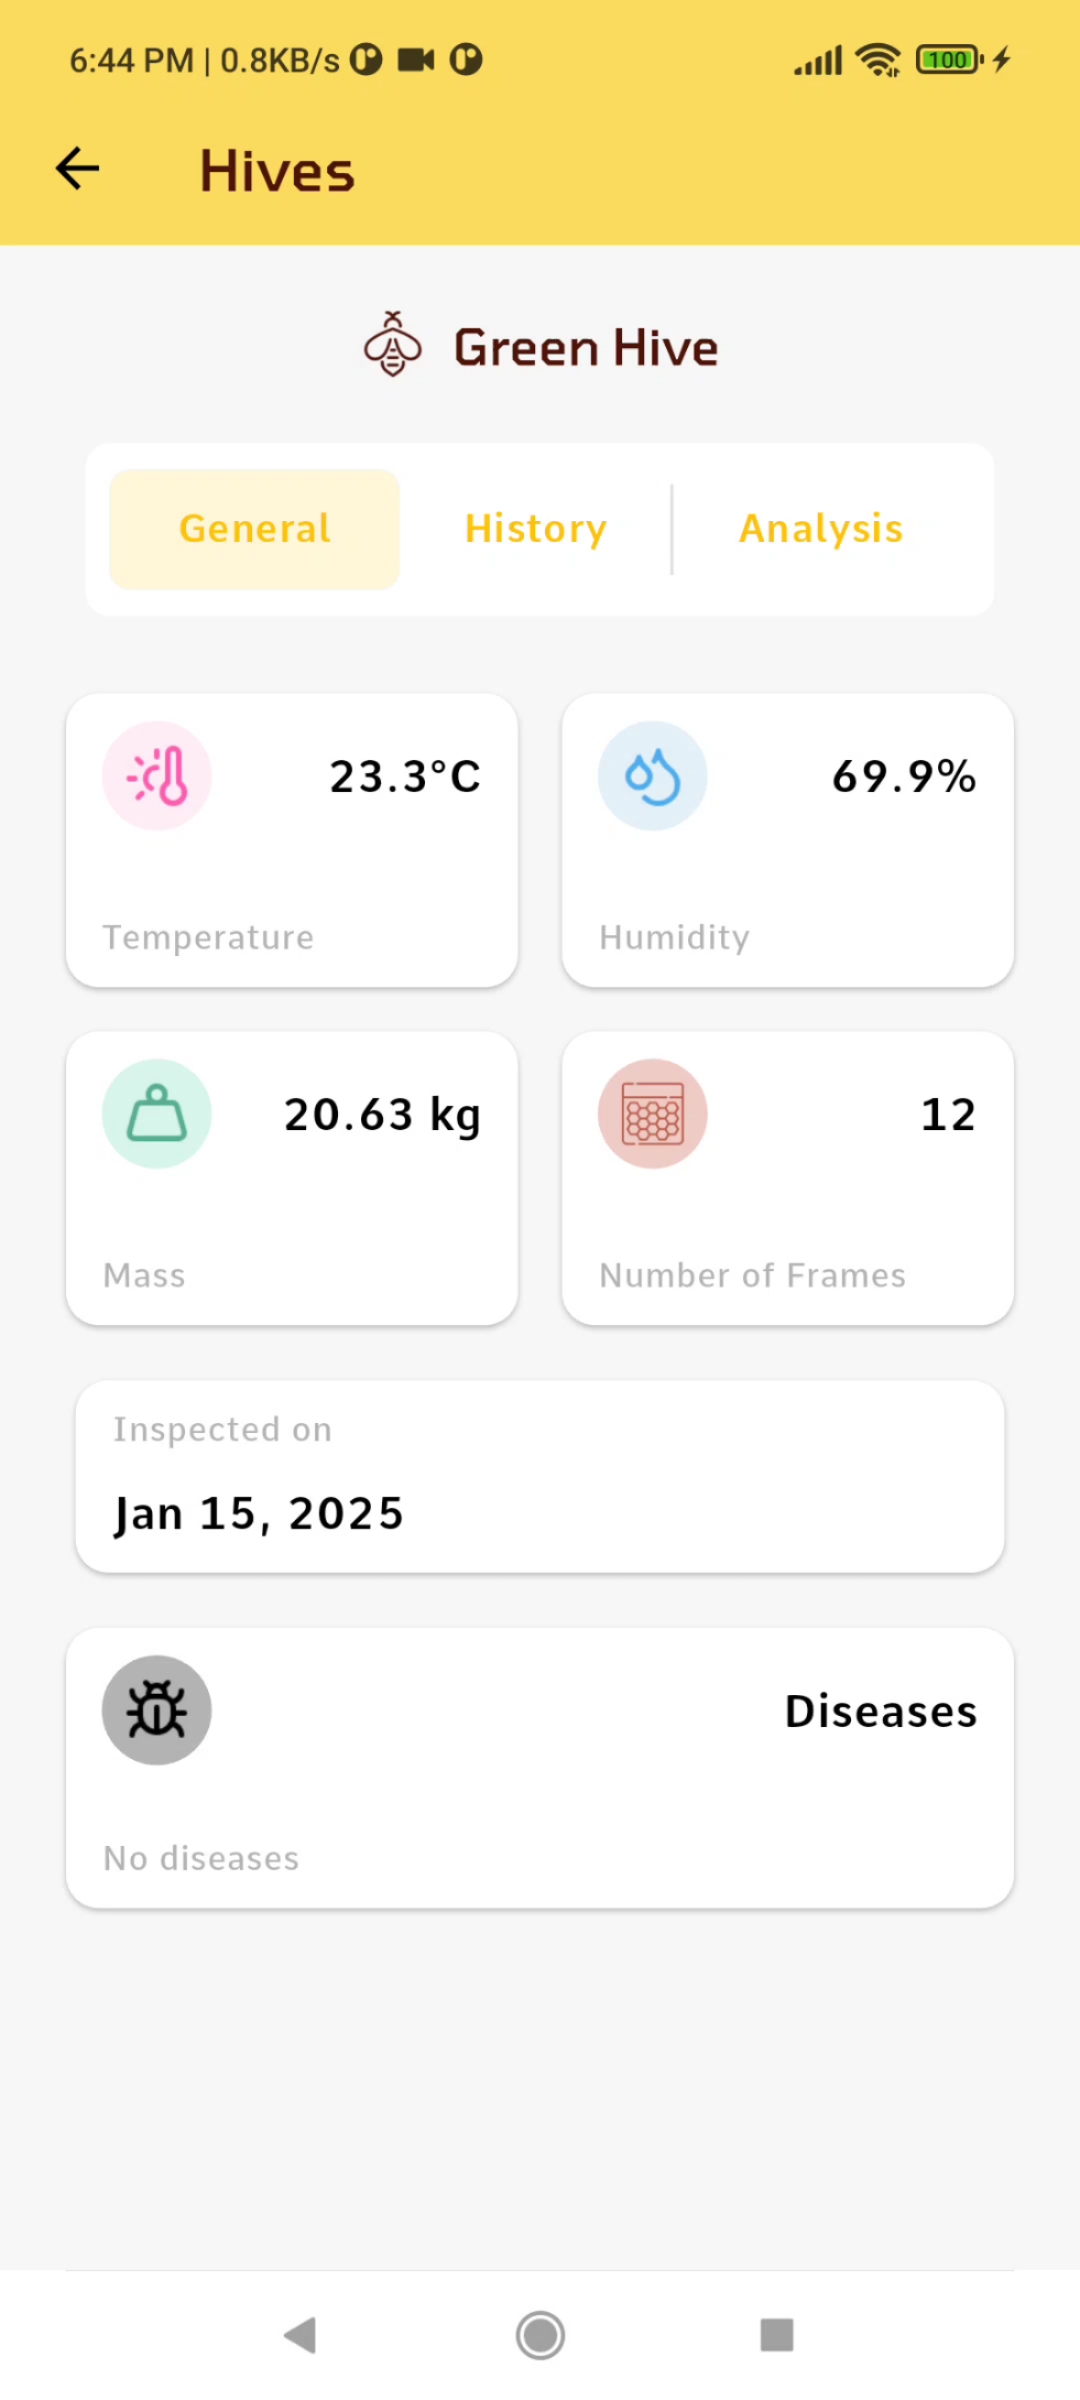 6:44 PM | 0.8KB/s
100
Hives
Green Hive
General History Analysis
23.3°C
69.9%
Temperature
Humidity
20.63 kg
12
Mass
Number of Frames
Inspected on
Jan 15, 2025
Diseases
No diseases